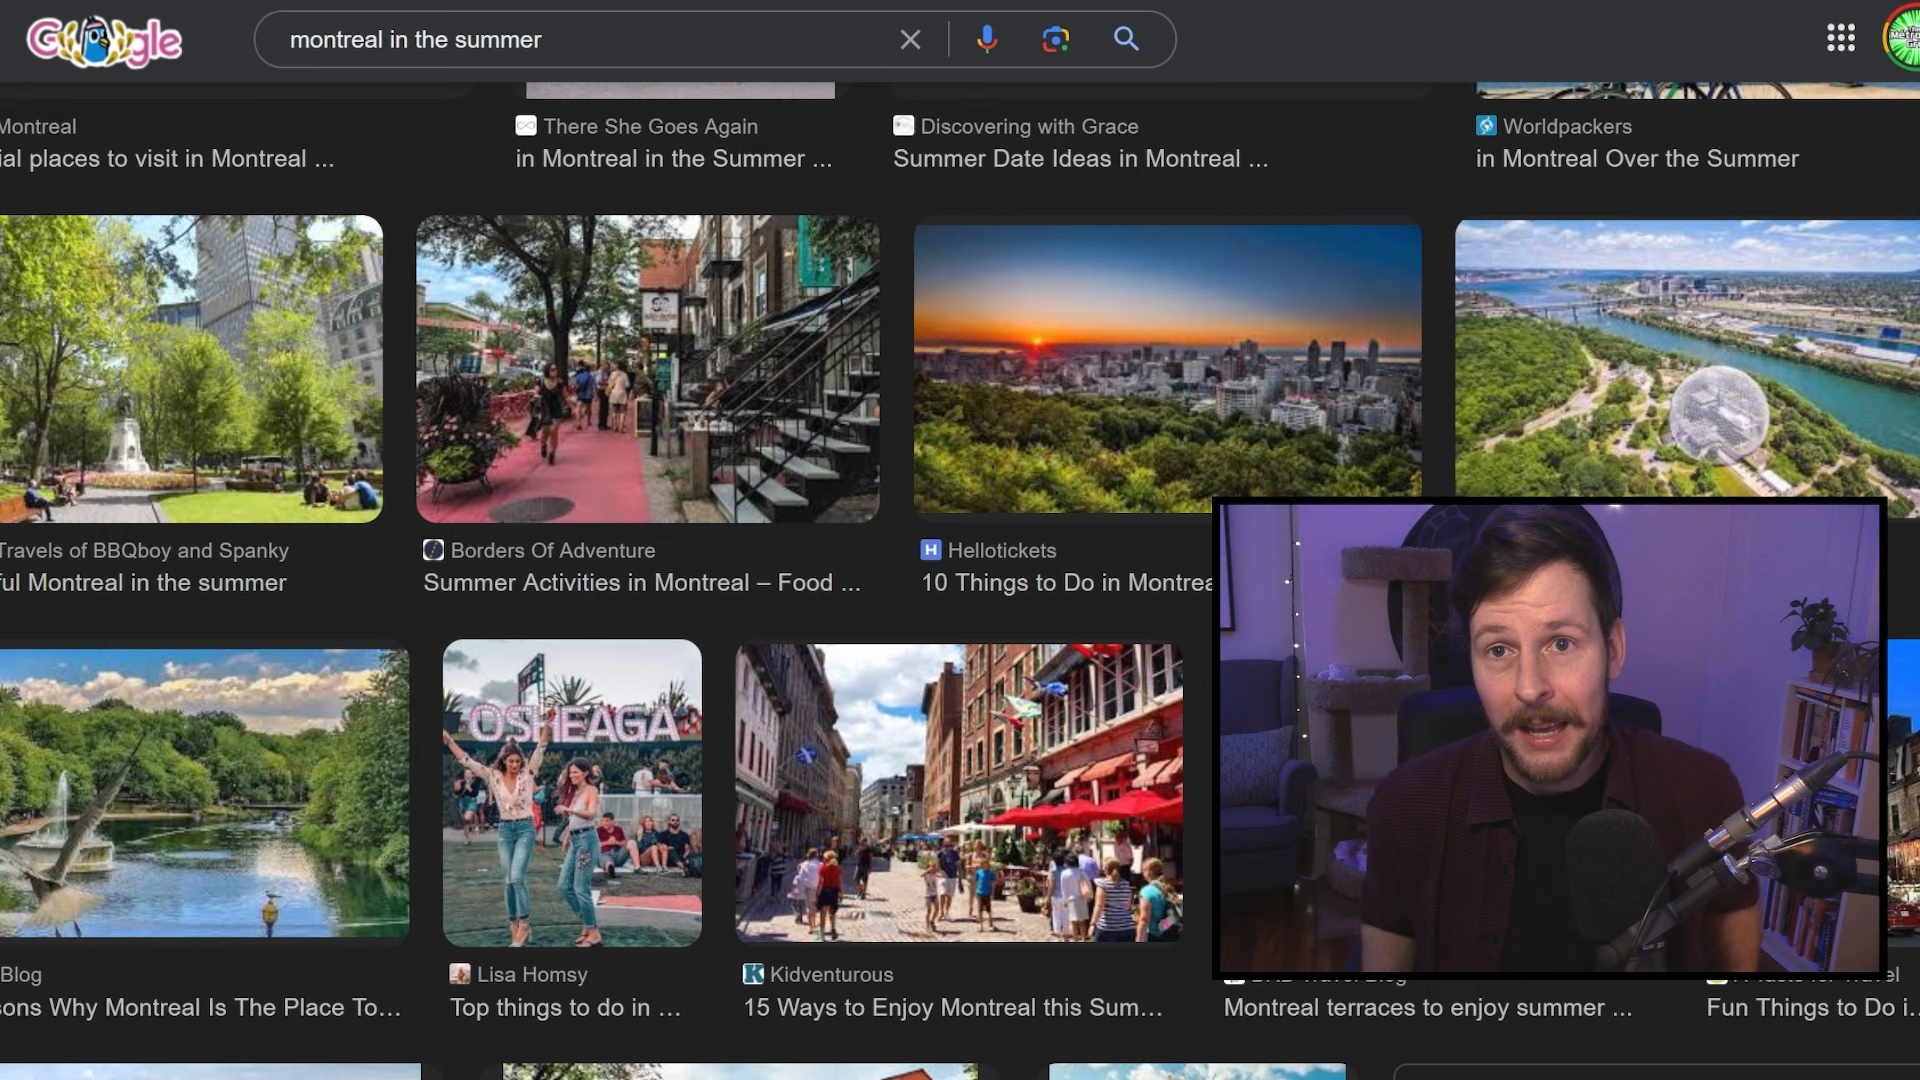 Google
montreal in the summer
Montreal
ial places to visit in Montreal ...
There She Goes Again
in Montreal in the Summer ...
Discovering with Grace
Summer Date Ideas in Montreal ...
Worldpackers
in Montreal Over the Summer
Travels of BBQboy and Spanky
ful Montreal in the summer
Borders Of Adventure
Summer Activities in Montreal – Food ...
H Hellotickets
10 Things to Do in Montrea
OSHEAGA
Blog
sons Why Montreal Is The Place To...
Lisa Homsy
Top things to do in ...
K Kidventurous
15 Ways to Enjoy Montreal this Sum...
Montreal terraces to enjoy summer ...
Fun Things to Do i...